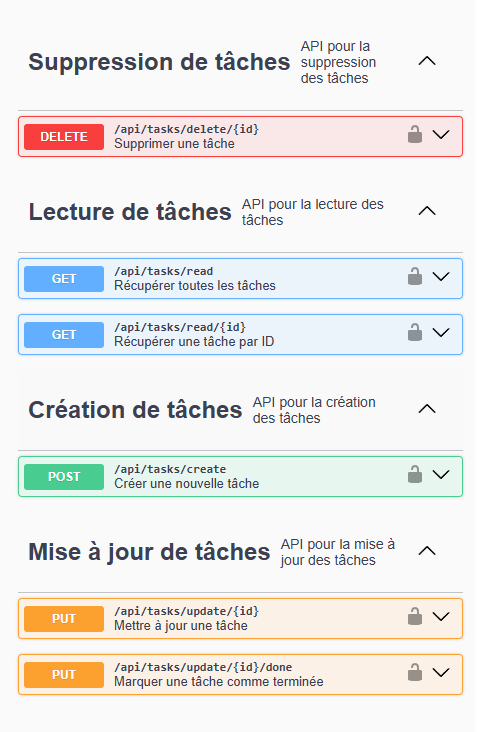 Suppression de tâches
API pour la
suppression
des tâches
DELETE
/api/tasks/delete/{id}
Supprimer une tâche
Lecture de tâches
API pour la lecture des
tâches
GET
/api/tasks/read
Récupérer toutes les tâches
GET
/api/tasks/read/{id}
Récupérer une tâche par ID
Création de tâches
API pour la création
des tâches
POST
/api/tasks/create
Créer une nouvelle tâche
Mise à jour de tâches
API pour la mise à
jour des tâches
PUT
/api/tasks/update/{id}
Mettre à jour une tâche
PUT
/api/tasks/update/{id}/done
Marquer une tâche comme terminée